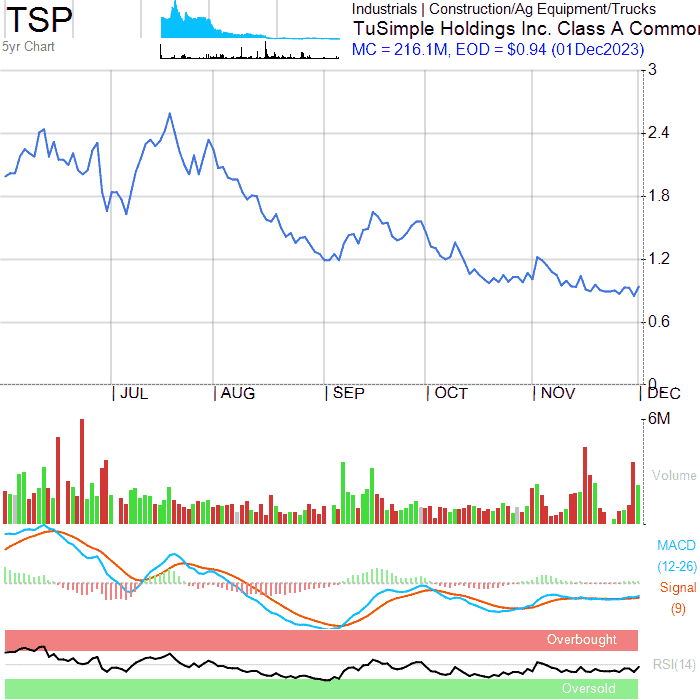 TSP
5yr Chart
Industrials | Construction/Ag Equipment/Trucks
TuSimple Holdings Inc. Class A Commo
MC = 216.1M, EOD = $0.94 (01Dec2023)
3
2.4
1.8
1.2
0.6
0
| JUL | AUG | SEP | OCT | NOV | DEC
6M
Volume
MACD
(12-26)
Signal
(9)
Overbought
RSI(14)
Oversold